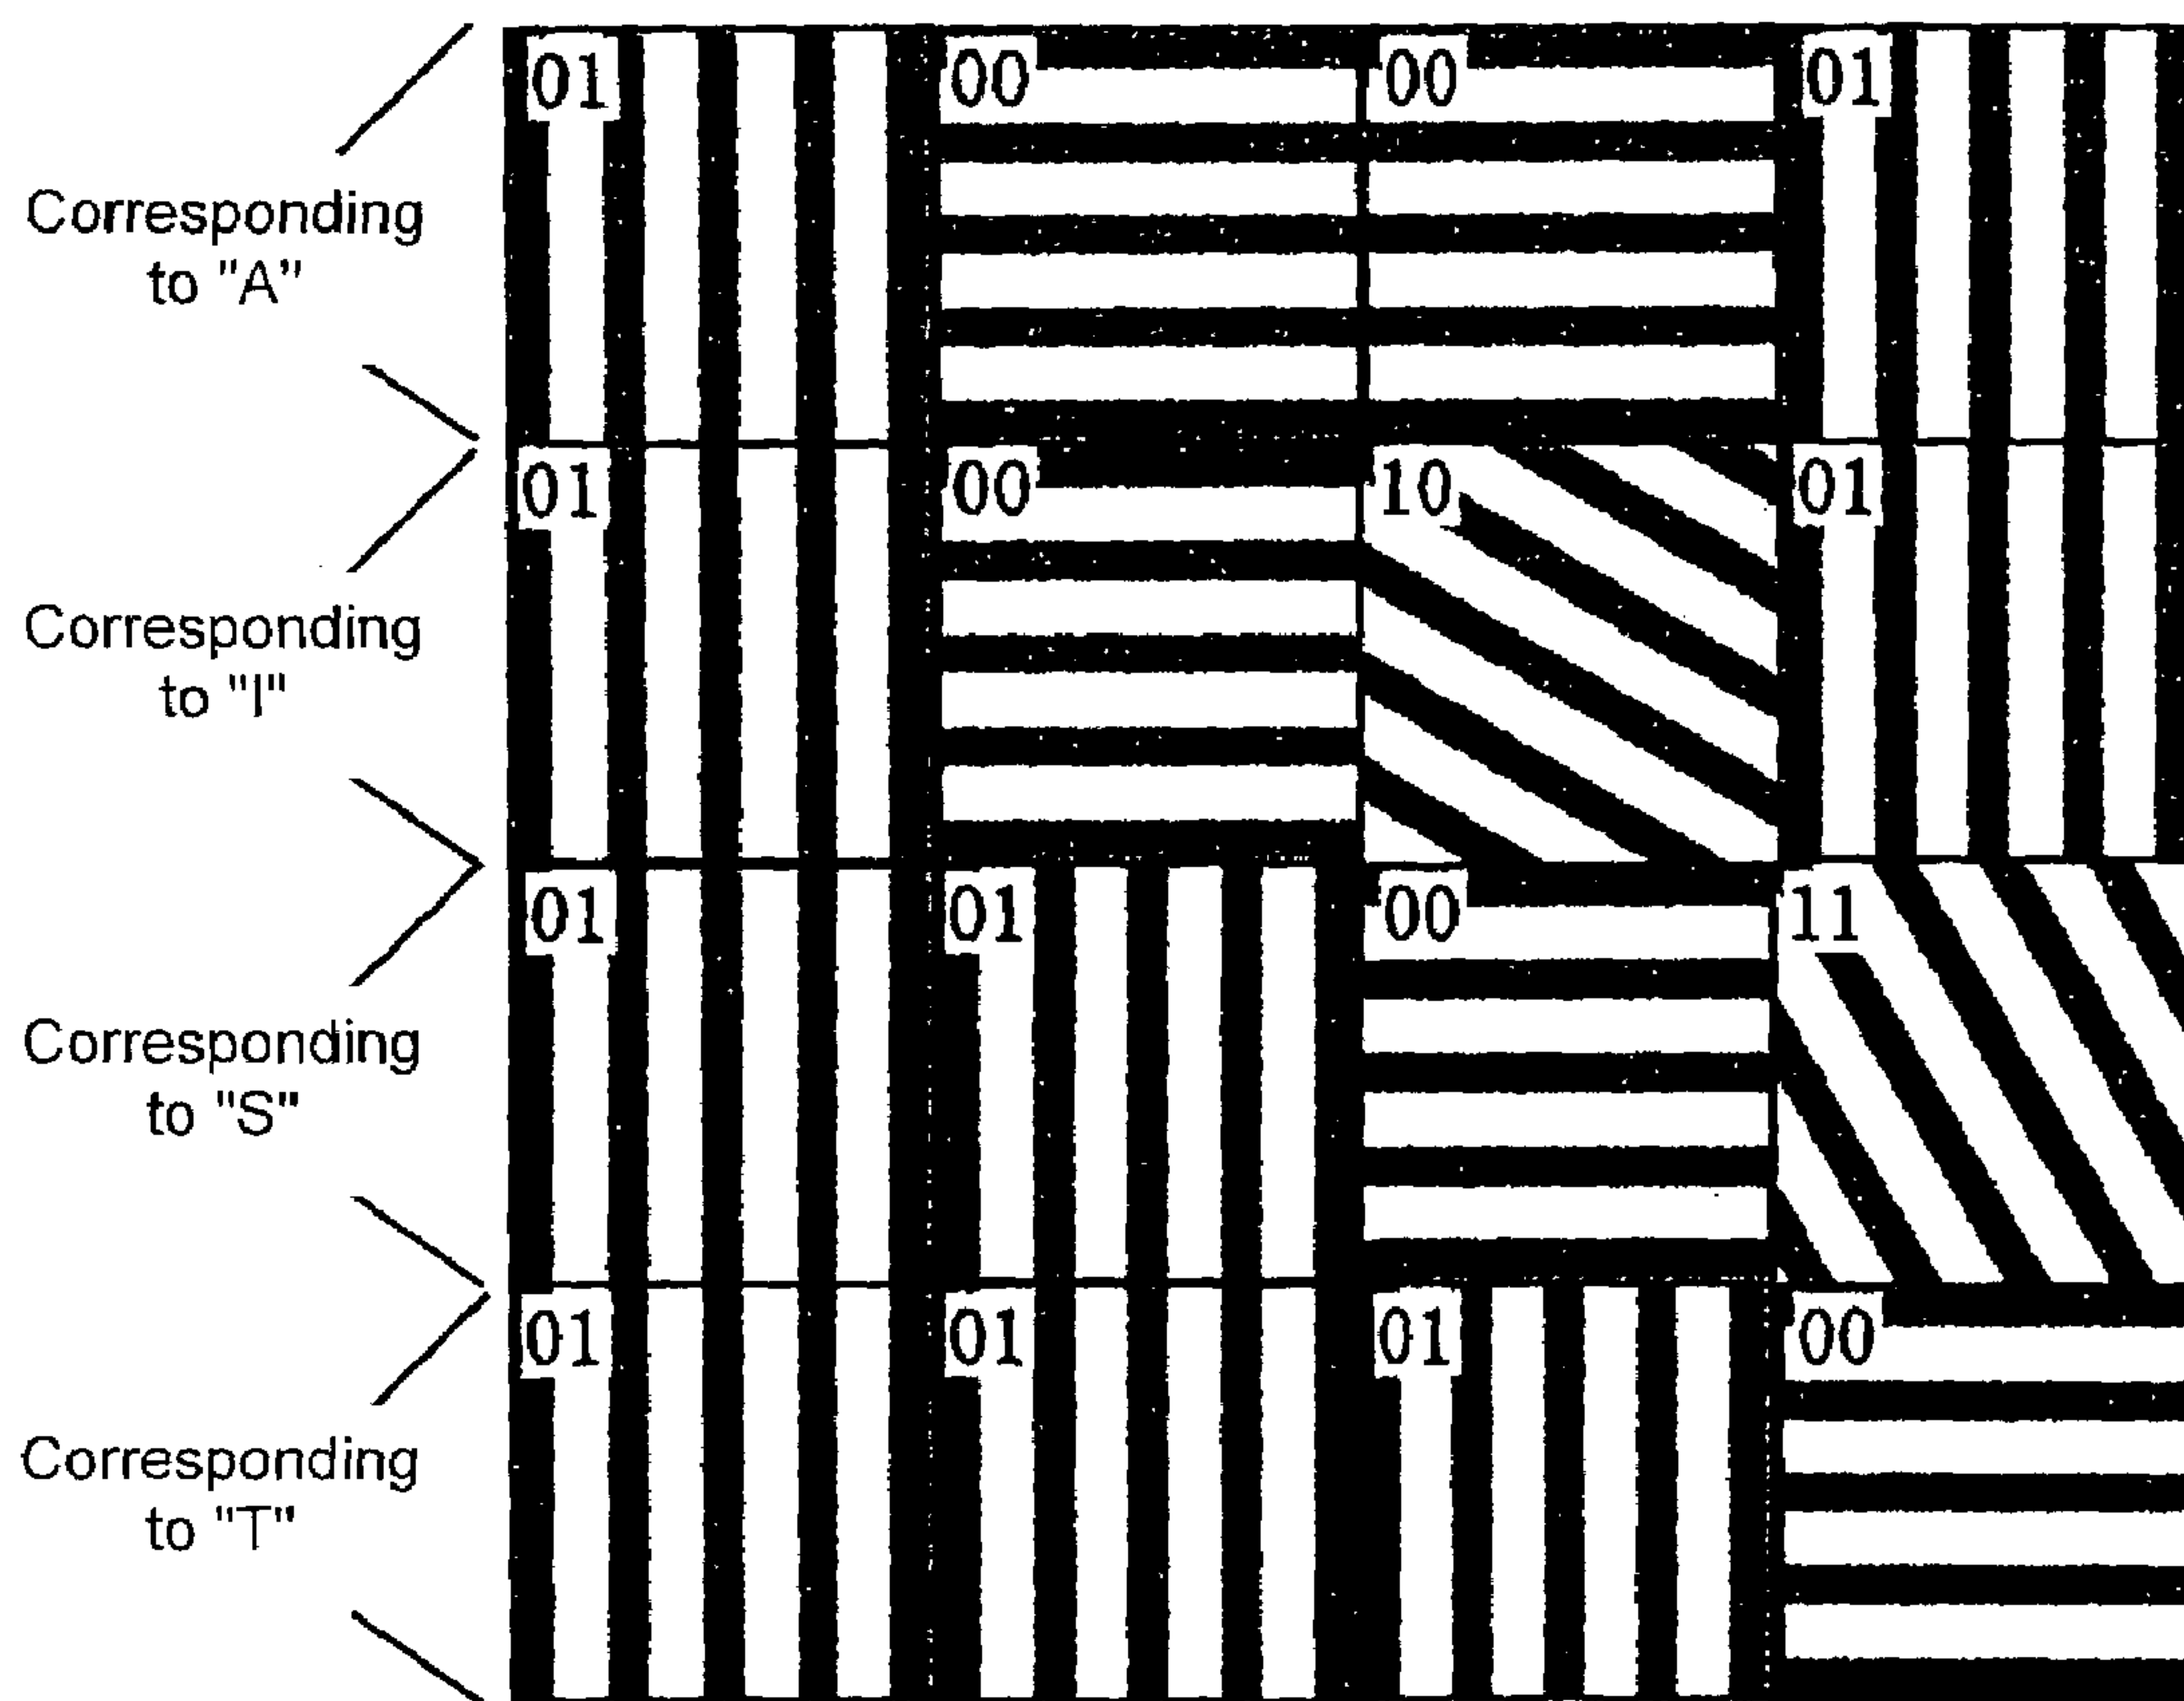 01 00 00 01
Corresponding
to "A"
01 00 10 01
Corresponding
to "I"
01 01 00 11
Corresponding
to "S"
01 01 01 00
Corresponding
to "T"